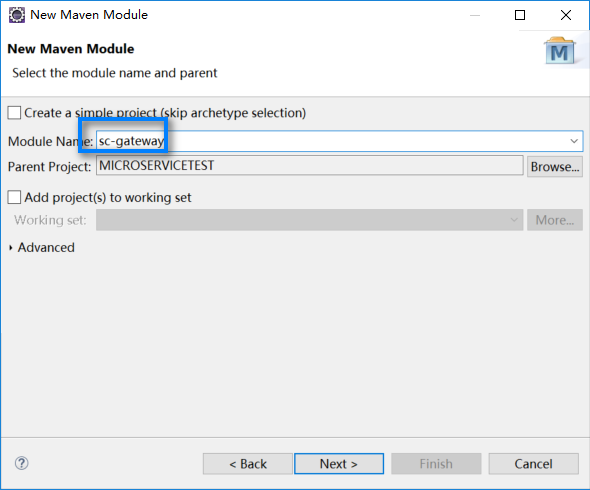 New Maven Module
New Maven Module
Select the module name and parent
M
Create a simple project (skip archetype selection)
Module Name: sc-gateway
Parent Project: MICROSERVICETEST Browse...
Add project(s) to working set
Working set: More...
Advanced
? < Back Next > Finish Cancel